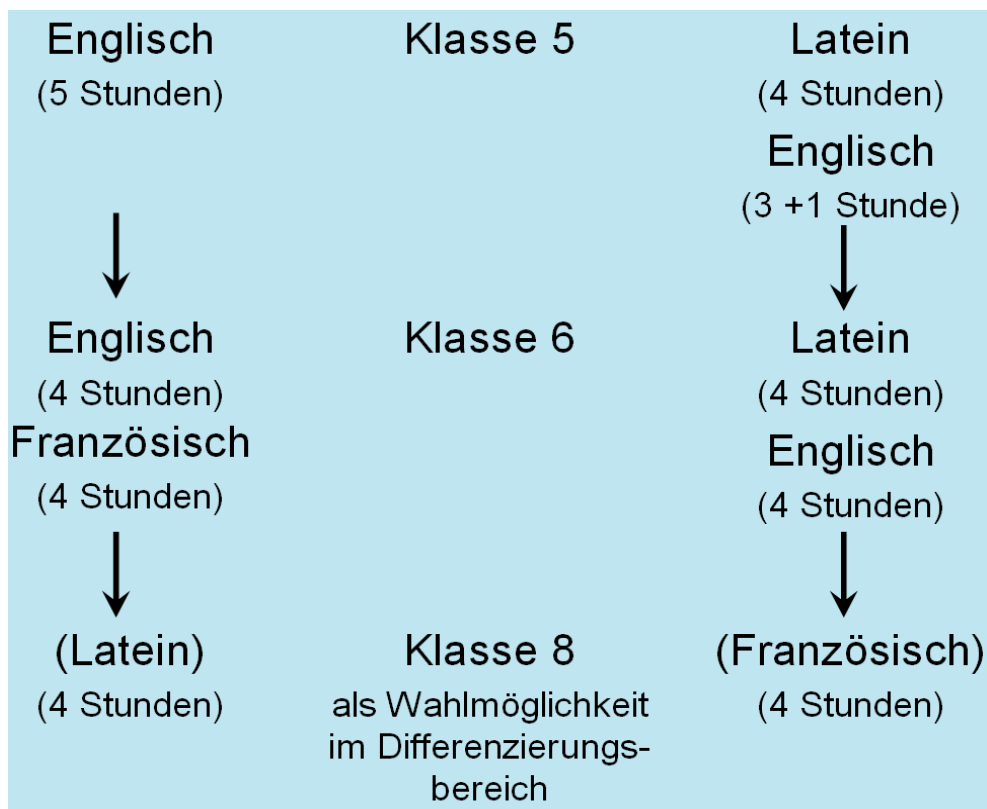 Englisch Klasse 5 Latein
(5 Stunden) (4 Stunden)
Englisch
(3 +1 Stunde)
Englisch Klasse 6 Latein
(4 Stunden) (4 Stunden)
Französisch Englisch
(4 Stunden) (4 Stunden)
(Latein) Klasse 8 (Französisch)
(4 Stunden) als Wahlmöglichkeit (4 Stunden)
im Differenzierungs-
bereich